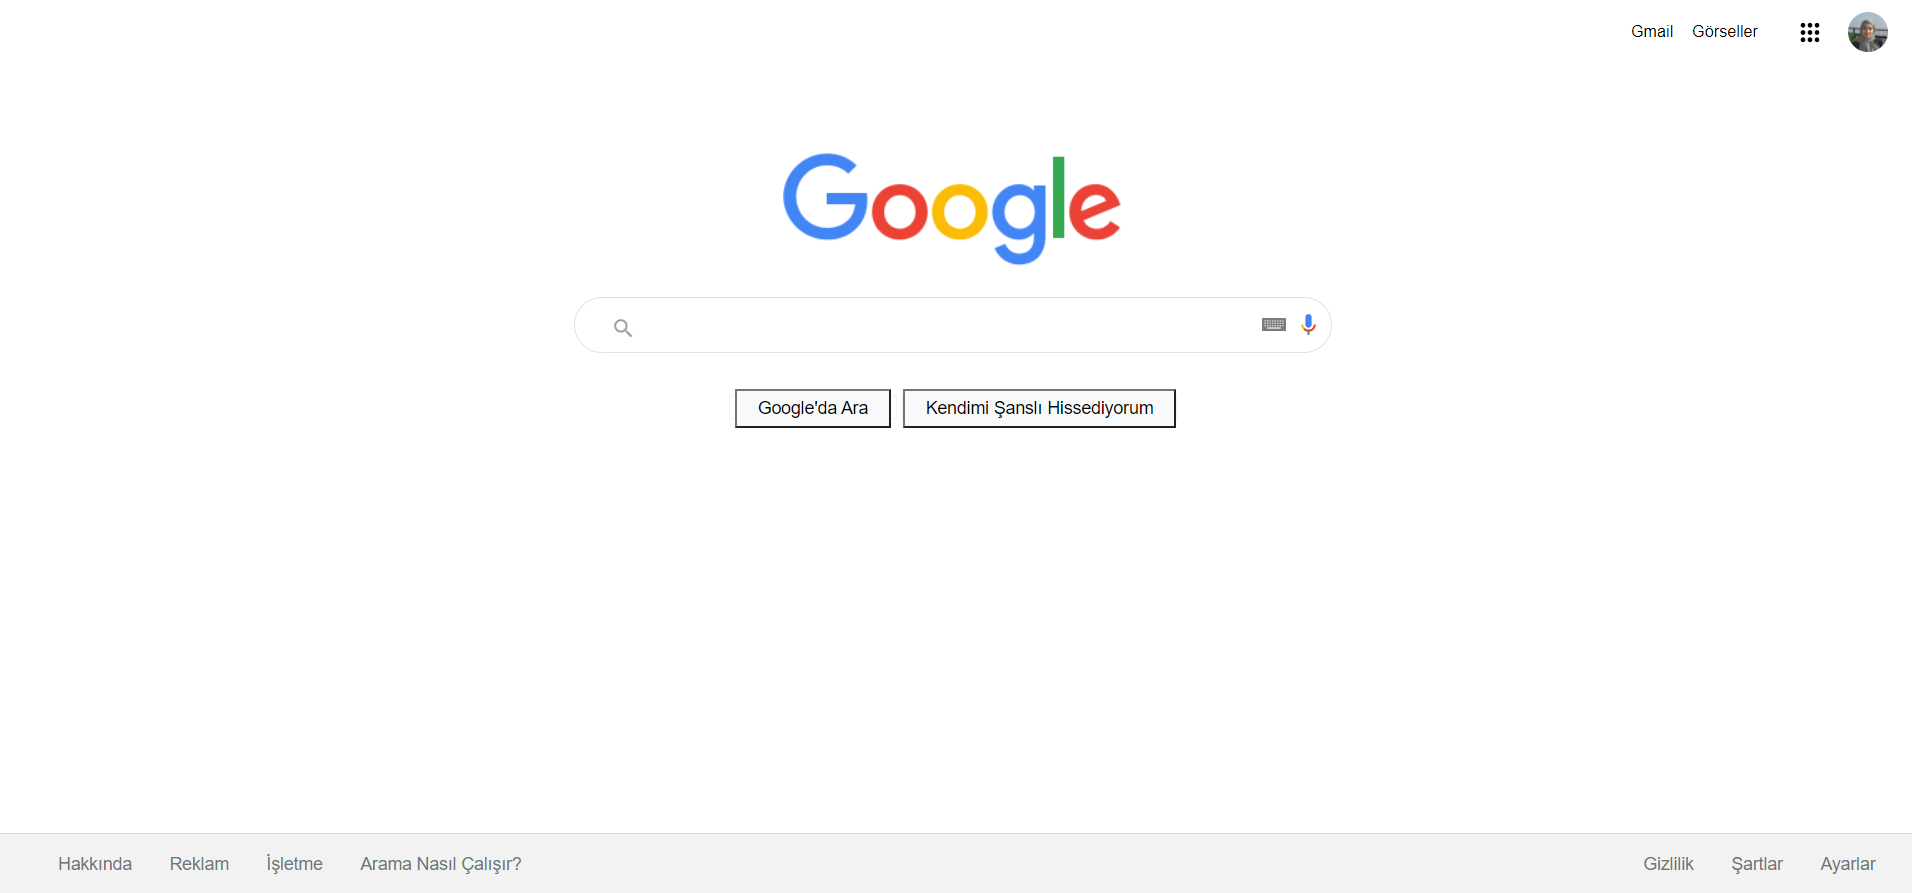 Gmail Görseller
Google
Google'da Ara Kendimi Şanslı Hissediyorum
Hakkında Reklam İşletme Arama Nasıl Çalışır? Gizlilik Şartlar Ayarlar